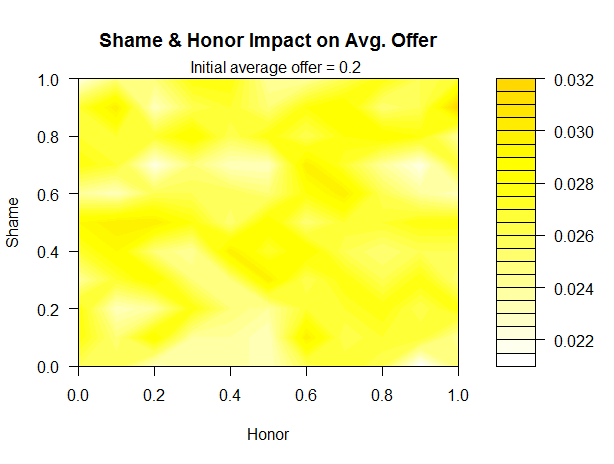 Shame & Honor Impact on Avg. Offer
Initial average offer = 0.2
1.0
0.8
0.6
0.4
0.2
0.0
Shame
0.0 0.2 0.4 0.6 0.8 1.0
Honor
0.032
0.030
0.028
0.026
0.024
0.022